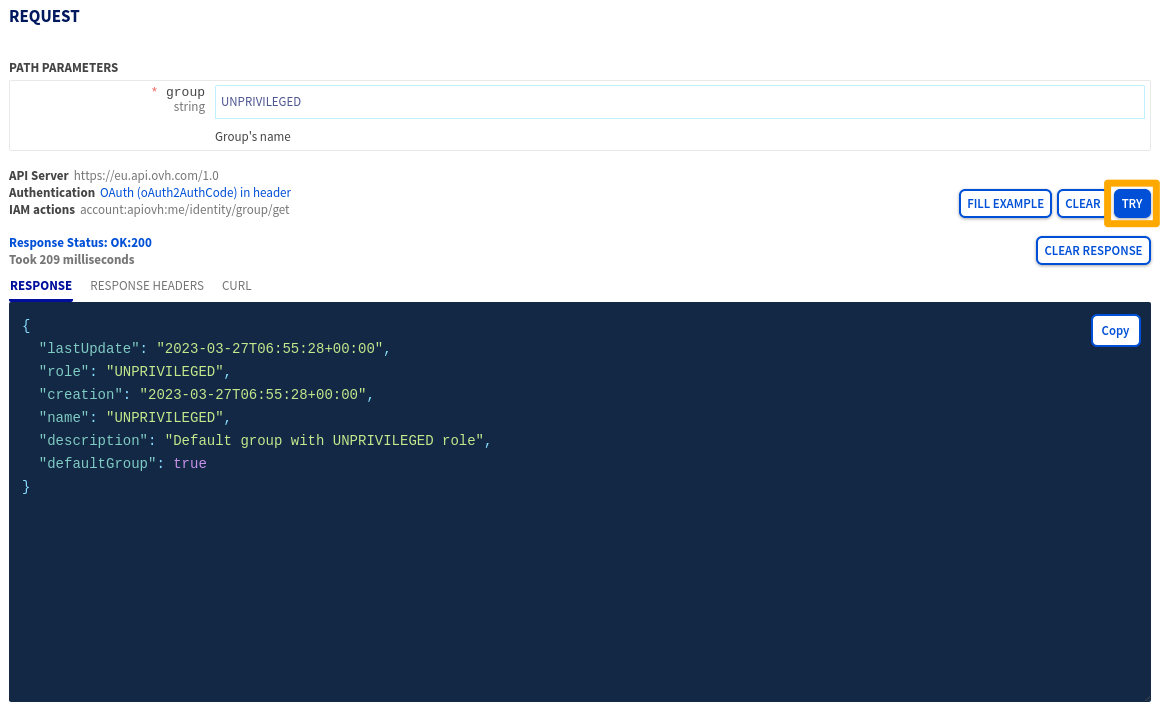 REQUEST
PATH PARAMETERS
* group
string
UNPRIVILEGED
Group's name
API Server https://eu.api.ovh.com/1.0
Authentication OAuth (oAuth2AuthCode) in header
IAM actions account:apiovh:me/identity/group/get
FILL EXAMPLE CLEAR TRY
Response Status: OK:200
Took 209 milliseconds
CLEAR RESPONSE
RESPONSE RESPONSE HEADERS CURL
Copy
{
  "lastUpdate": "2023-03-27T06:55:28+00:00",
  "role": "UNPRIVILEGED",
  "creation": "2023-03-27T06:55:28+00:00",
  "name": "UNPRIVILEGED",
  "description": "Default group with UNPRIVILEGED role",
  "defaultGroup": true
}